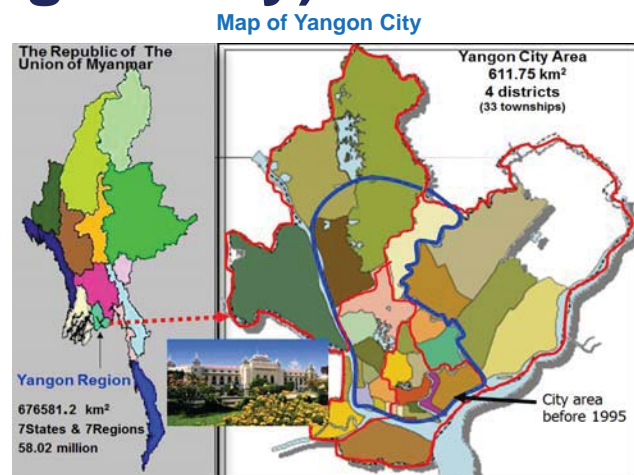 Map of Yangon City
The Republic of The
Union of Myanmar
Yangon City Area
611.75 km²
4 districts
(33 townships)
Yangon Region
676581.2 km²
7States & 7Regions
58.02 million
City area
before 1995